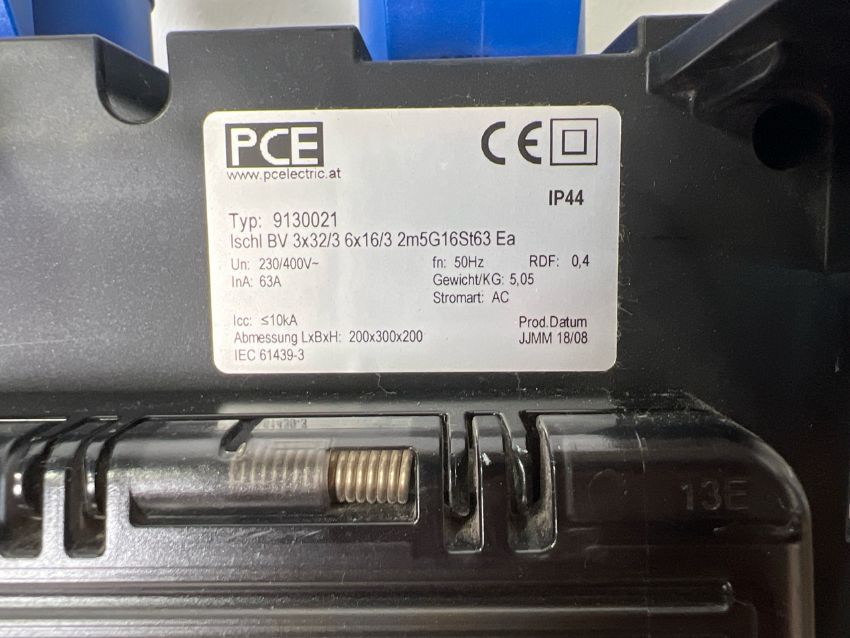 PCE
www.pcelectric.at
CE
IP44
Typ: 9130021
Ischl BV 3x32/3 6x16/3 2m5G16St63 Ea
Un: 230/400V~ fn: 50Hz RDF: 0,4
InA: 63A Gewicht/KG: 5,05
Stromart: AC
Icc: ≤10kA Prod.Datum
Abmessung LxBxH: 200x300x200 JJMM 18/08
IEC 61439-3
13E